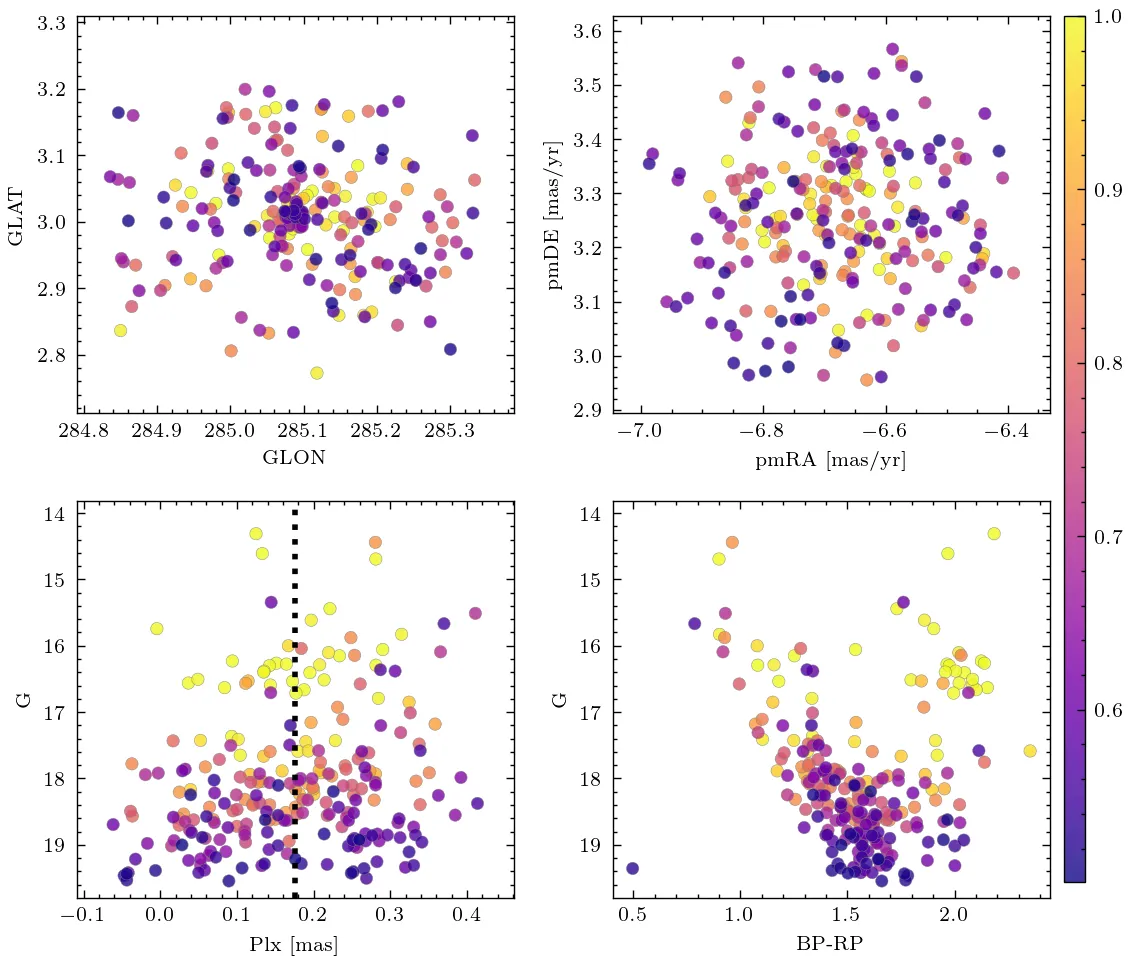 3.3
3.2
3.1
3.0
2.9
2.8
GLAT
284.8 284.9 285.0 285.1 285.2 285.3
GLON
3.6
3.5
3.4
3.3
3.2
3.1
3.0
2.9
pmDE [mas/yr]
−7.0 −6.8 −6.6 −6.4
pmRA [mas/yr]
1.0
0.9
0.8
0.7
0.6
14
15
16
17
18
19
G
−0.1 0.0 0.1 0.2 0.3 0.4
Plx [mas]
14
15
16
17
18
19
G
0.5 1.0 1.5 2.0
BP-RP